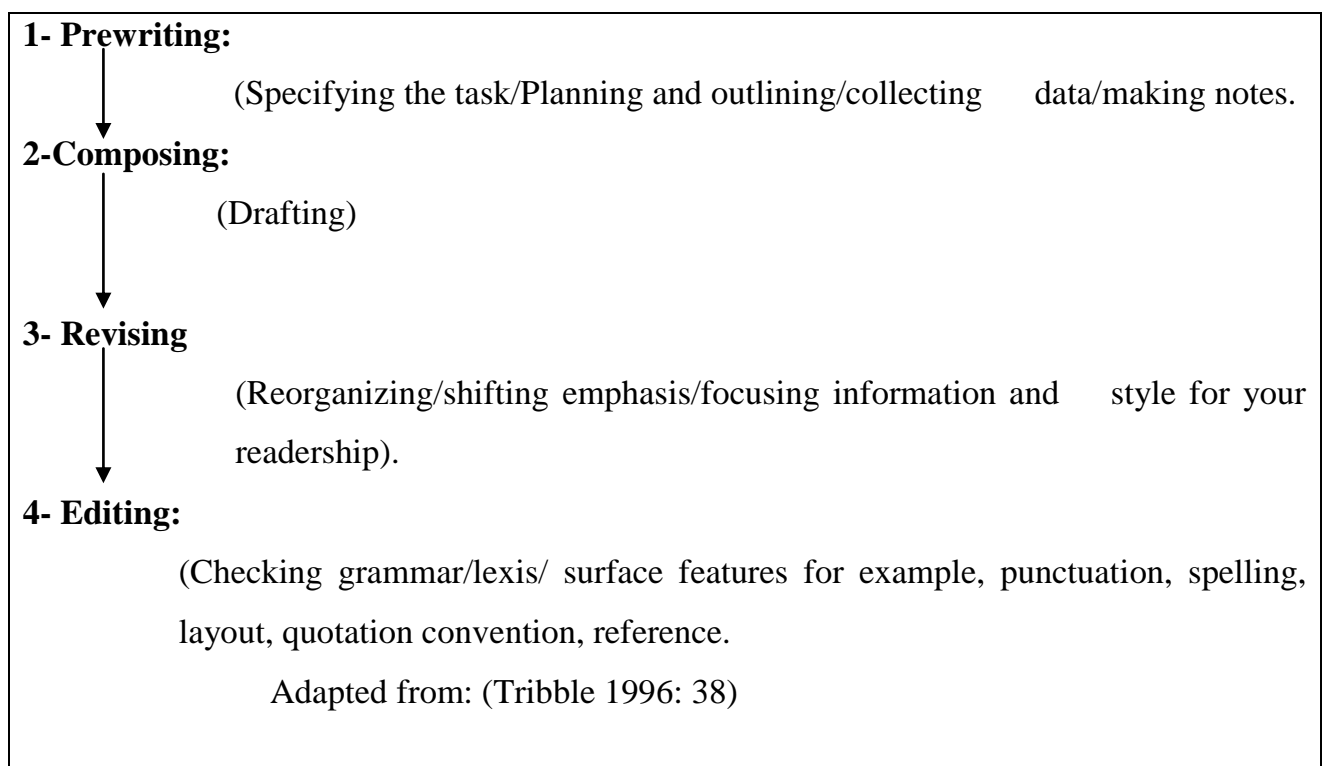 1- Prewriting:
(Specifying the task/Planning and outlining/collecting data/making notes.
2-Composing:
(Drafting)
3- Revising
(Reorganizing/shifting emphasis/focusing information and style for your
readership).
4- Editing:
(Checking grammar/lexis/ surface features for example, punctuation, spelling,
layout, quotation convention, reference.
Adapted from: (Tribble 1996: 38)